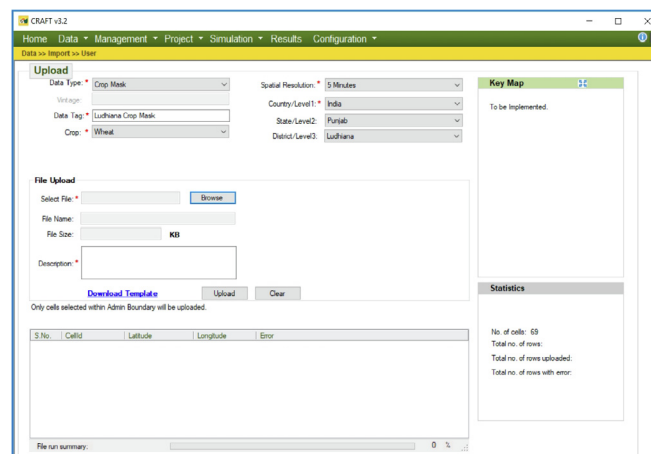 CRAFT v3.2
Home Data Management Project Simulation Results Configuration
Data >> Import >> User
Upload
Data Type: * Crop Mask
Spatial Resolution: * 5 Minutes
Vintage:
Country/Level1: * India
Data Tag: * Ludhiana Crop Mask
State/Level2: Punjab
Crop: * Wheat
District/Level3: Ludhiana
Key Map
To be Implemented.
File Upload
Select File: * Browse
File Name:
File Size: KB
Description: *
Download Template Upload Clear
Only cells selected within Admin Boundary will be uploaded.
Statistics
No. of cells: 69
Total no. of rows:
Total no. of rows uploaded:
Total no. of rows with error:
S.No. CellId Latitude Longitude Error
File run summary: 0 %